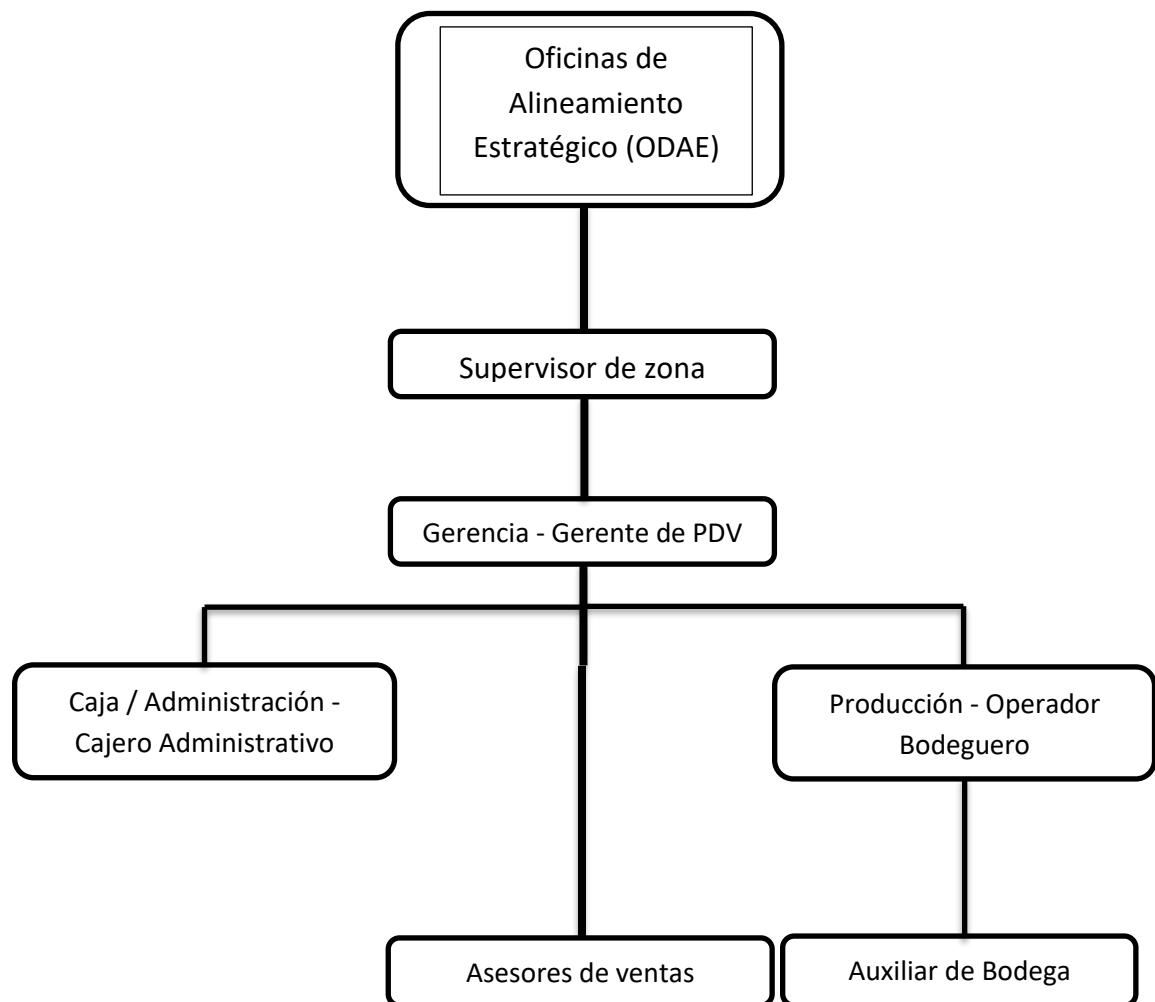 Oficinas de
Alineamiento
Estratégico (ODAE)
Supervisor de zona
Gerencia - Gerente de PDV
Caja / Administración -
Cajero Administrativo
Producción - Operador
Bodeguero
Asesores de ventas
Auxiliar de Bodega